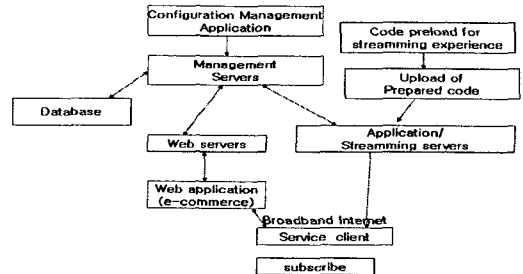 Configuration Management
Application
Code preload for
streamming experience
Management
Servers
Upload of
Prepared code
Database
Web servers
Application/
Streamming servers
Web application
(e-commerce)
Broadband Internet
Service client
subscribe